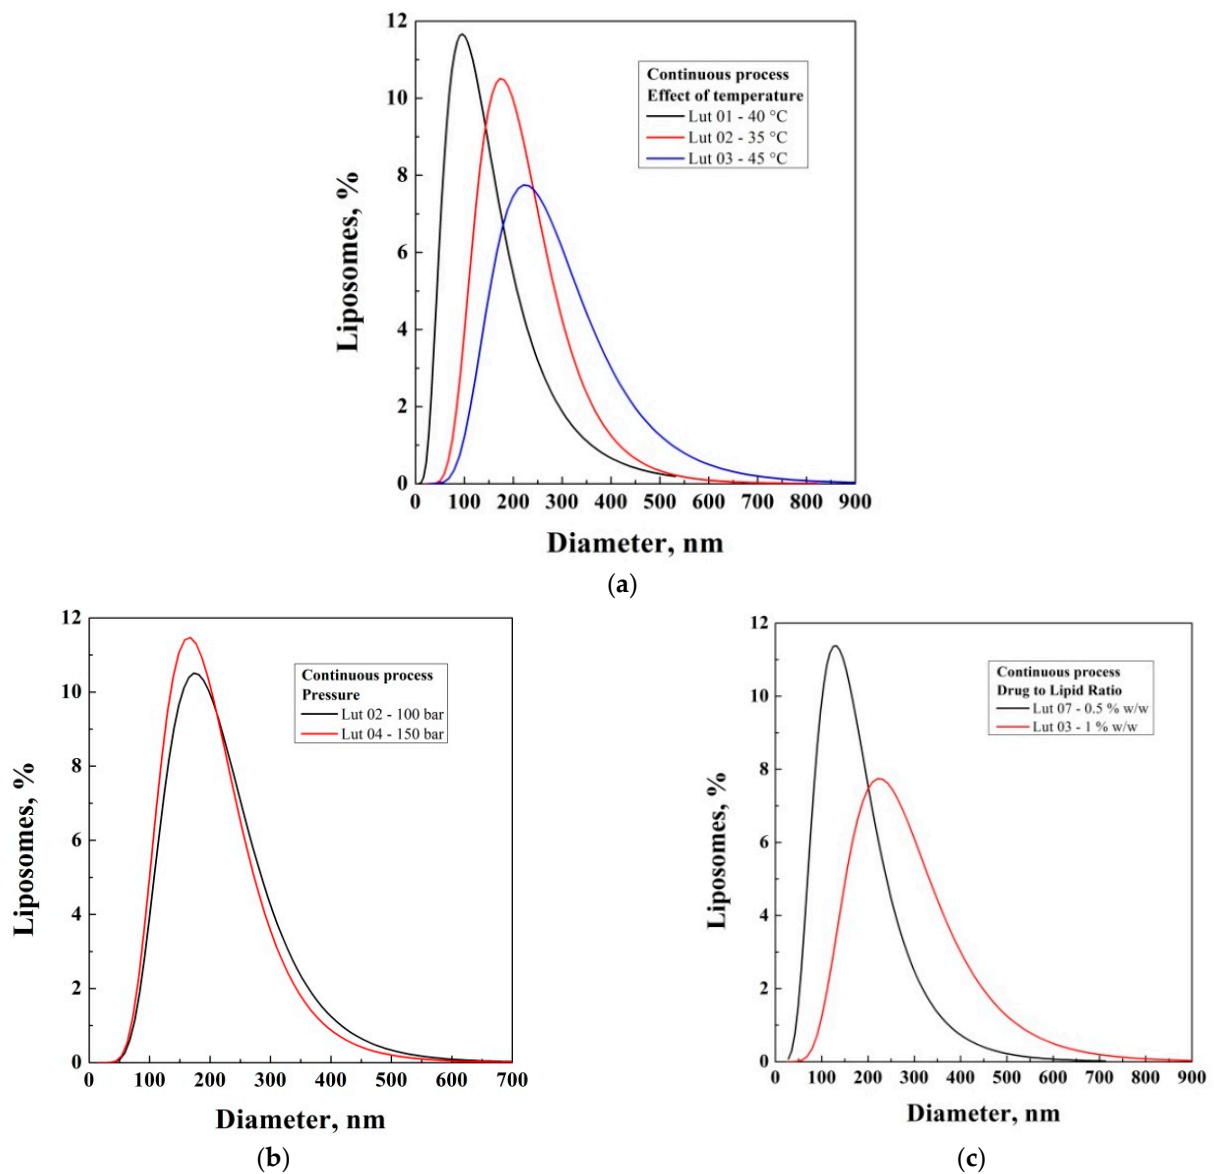 12
10
8
6
4
2
0
Liposomes, %
Continuous process
Effect of temperature
Lut 01 - 40 °C
Lut 02 - 35 °C
Lut 03 - 45 °C
0 100 200 300 400 500 600 700 800 900
Diameter, nm
(a)
12
10
8
6
4
2
0
Liposomes, %
Continuous process
Pressure
Lut 02 - 100 bar
Lut 04 - 150 bar
0 100 200 300 400 500 600 700
Diameter, nm
(b)
12
10
8
6
4
2
0
Liposomes, %
Continuous process
Drug to Lipid Ratio
Lut 07 - 0.5 % w/w
Lut 03 - 1 % w/w
0 100 200 300 400 500 600 700 800 900
Diameter, nm
(c)